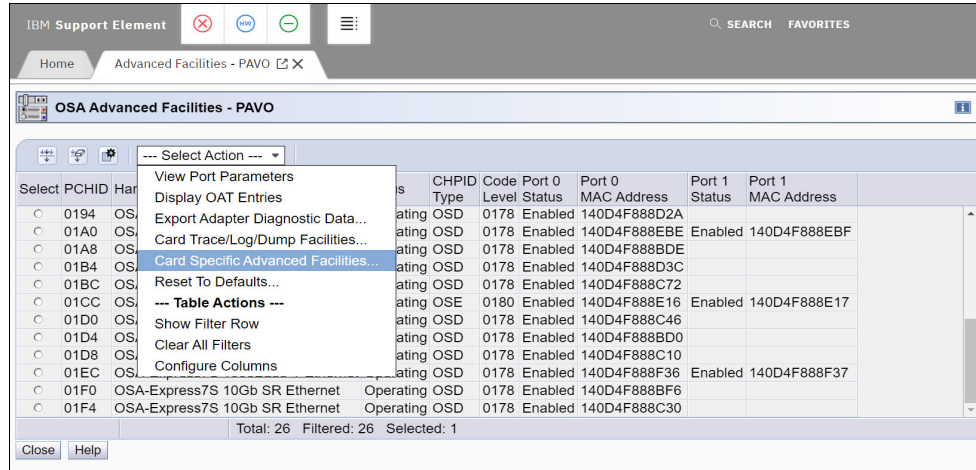 IBM Support Element HW SEARCH FAVORITES
Home Advanced Facilities - PAVO
OSA Advanced Facilities - PAVO
--- Select Action ---
View Port Parameters
Display OAT Entries
Export Adapter Diagnostic Data...
Card Trace/Log/Dump Facilities...
Card Specific Advanced Facilities...
Reset To Defaults...
--- Table Actions ---
Show Filter Row
Clear All Filters
Configure Columns
Select PCHID CHPID Type Code Level Port 0 Status Port 0 MAC Address Port 1 Status Port 1 MAC Address
0194 OSD 0178 Enabled 140D4F888D2A
01A0 OSD 0178 Enabled 140D4F888EBE Enabled 140D4F888EBF
01A8 OSD 0178 Enabled 140D4F888BDE
01B4 OSD 0178 Enabled 140D4F888D3C
01BC OSD 0178 Enabled 140D4F888C72
01CC OSE 0180 Enabled 140D4F888E16 Enabled 140D4F888E17
01D0 OSD 0178 Enabled 140D4F888C46
01D4 OSD 0178 Enabled 140D4F888BD0
01D8 OSD 0178 Enabled 140D4F888C10
01EC Operating OSD 0178 Enabled 140D4F888F36 Enabled 140D4F888F37
01F0 OSA-Express7S 10Gb SR Ethernet Operating OSD 0178 Enabled 140D4F888BF6
01F4 OSA-Express7S 10Gb SR Ethernet Operating OSD 0178 Enabled 140D4F888C30
Total: 26 Filtered: 26 Selected: 1
Close Help